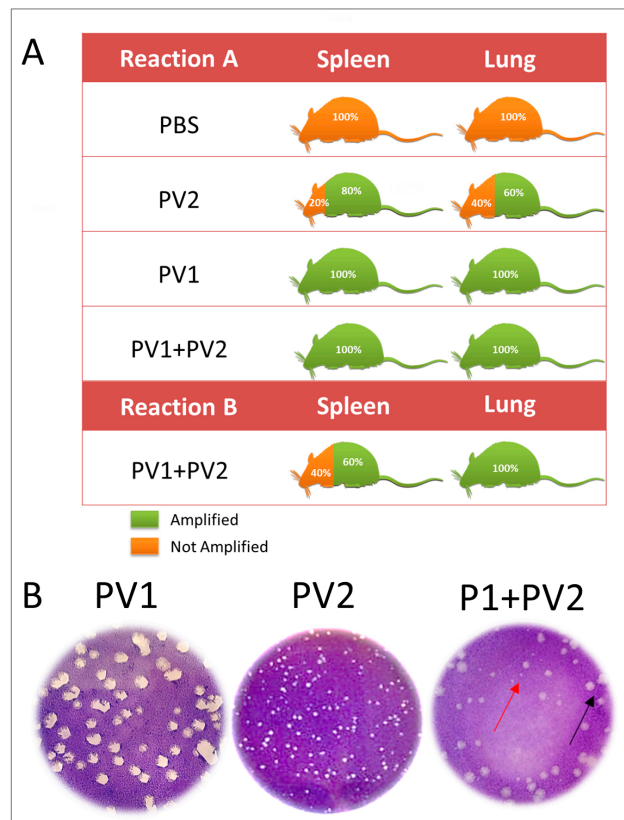 A
Reaction A Spleen Lung
PBS 100% 100%
PV2 20% 80% 40% 60%
PV1 100% 100%
PV1+PV2 100% 100%
Reaction B Spleen Lung
PV1+PV2 40% 60% 100%
Amplified
Not Amplified
B PV1 PV2 P1+PV2